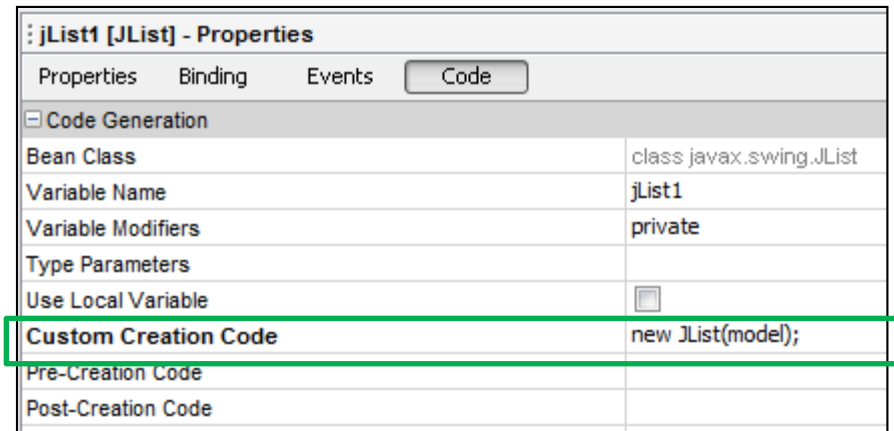 jList1 [JList] - Properties
Properties Binding Events Code
Code Generation
Bean Class class javax.swing.JList
Variable Name jList1
Variable Modifiers private
Type Parameters
Use Local Variable
Custom Creation Code new JList(model);
Pre-Creation Code
Post-Creation Code